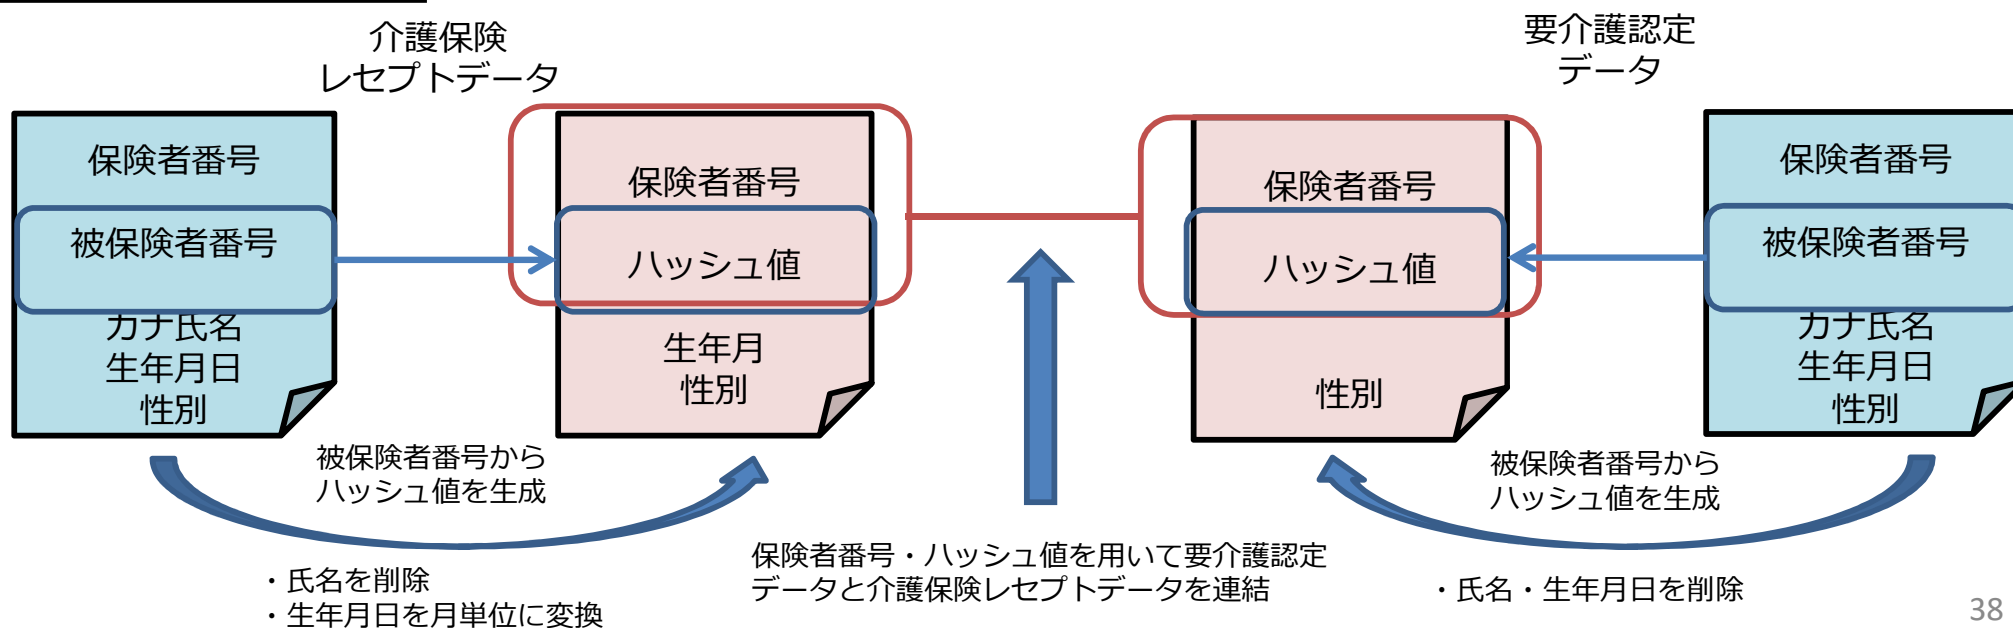 介護保険
レセプトデータ
要介護認定
データ
保険者番号
被保険者番号
カナ氏名
生年月日
性別
保険者番号
ハッシュ値
生年月
性別
保険者番号
ハッシュ値
性別
保険者番号
被保険者番号
カナ氏名
生年月日
性別
被保険者番号から
ハッシュ値を生成
・氏名を削除
・生年月日を月単位に変換
保険者番号・ハッシュ値を用いて要介護認定
データと介護保険レセプトデータを連結
被保険者番号から
ハッシュ値を生成
・氏名・生年月日を削除
38